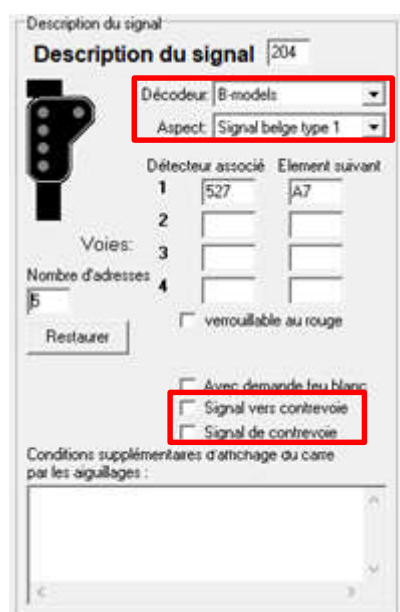 Description du signal
Description du signal 204
Décodeur: B-models
Aspect: Signal belge type 1
Détecteur associé Element suivant
1 527 A7
2
Voies:
3
Nombre d'adresses
4
5
verrouillable au rouge
Restaurer
Avec demande feu blanc
Signal vers contrevoie
Signal de contrevoie
Conditions supplémentaires d'affichage du carre
par les aiguillages :